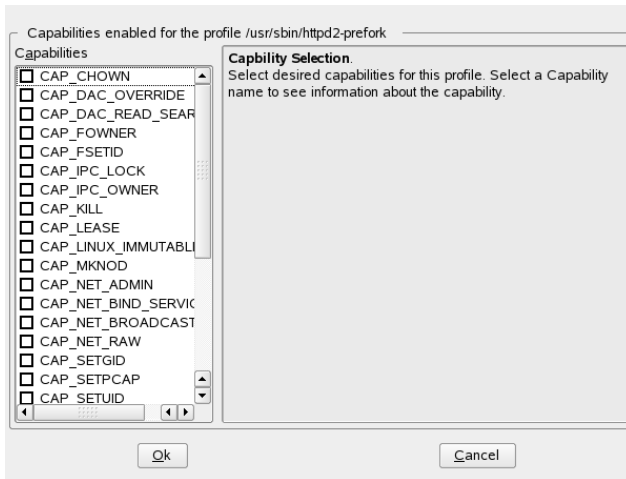 Capabilities enabled for the profile /usr/sbin/httpd2-prefork
Capabilities
CAP_CHOWN
CAP_DAC_OVERRIDE
CAP_DAC_READ_SEAR
CAP_FOWNER
CAP_FSETID
CAP_IPC_LOCK
CAP_IPC_OWNER
CAP_KILL
CAP_LEASE
CAP_LINUX_IMMUTABLI
CAP_MKNOD
CAP_NET_ADMIN
CAP_NET_BIND_SERVIC
CAP_NET_BROADCAST
CAP_NET_RAW
CAP_SETGID
CAP_SETPCAP
CAP_SETUID
Capbility Selection.
Select desired capabilities for this profile. Select a Capability
name to see information about the capability.
Ok
Cancel